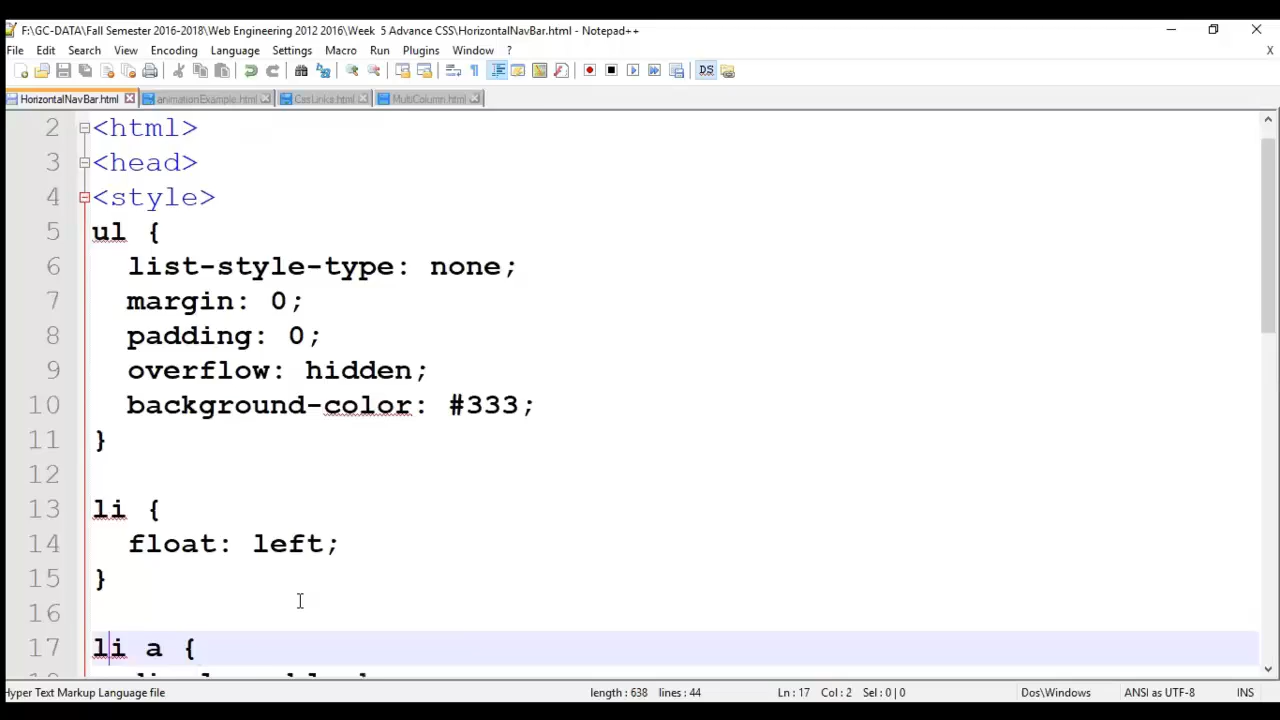 F:\GC-DATA\Fall Semester 2016-2018\Web Engineering 2012 2016\Week  5 Advance CSS\HorizontalNavBar.html - Notepad++
File Edit Search View Encoding Language Settings Macro Run Plugins Window ? X
HorizontalNavBar.html animationExample.html CssLinks.html MultiColumn.html
2 <html>
3 <head>
4 <style>
5 ul {
6 list-style-type: none;
7 margin: 0;
8 padding: 0;
9 overflow: hidden;
10 background-color: #333;
11 }
12
13 li {
14 float: left;
15 }
16
17 li a {
Hyper Text Markup Language file length : 638 lines : 44 Ln : 17 Col : 2 Sel : 0 | 0 Dos\Windows ANSI as UTF-8 INS